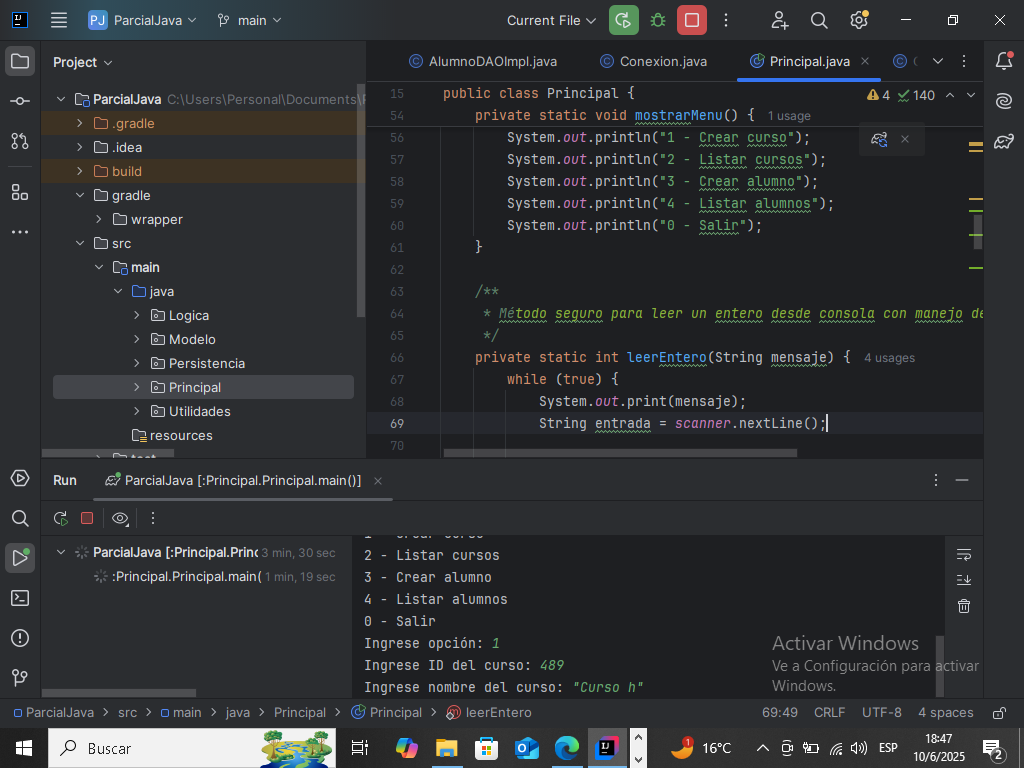 PJ ParcialJava main Current File
Project
AlumnoDAOImpl.java Conexion.java Principal.java
ParcialJava C:\Users\Personal\Documents\
.gradle
.idea
build
gradle
wrapper
src
main
java
Logica
Modelo
Persistencia
Principal
Utilidades
resources
4 140
15 public class Principal {
54 private static void mostrarMenu() { 1 usage
56 System.out.println("1 - Crear curso");
57 System.out.println("2 - Listar cursos");
58 System.out.println("3 - Crear alumno");
59 System.out.println("4 - Listar alumnos");
60 System.out.println("0 - Salir");
61 }
62
63 /**
64 * Método seguro para leer un entero desde consola con manejo de
65 */
66 private static int leerEntero(String mensaje) { 4 usages
67 while (true) {
68 System.out.print(mensaje);
69 String entrada = scanner.nextLine();
70
Run ParcialJava [:Principal.Principal.main()]
ParcialJava [:Principal.Princ 3 min, 30 sec
:Principal.Principal.main( 1 min, 19 sec
1 - Crear curso
2 - Listar cursos
3 - Crear alumno
4 - Listar alumnos
0 - Salir
Ingrese opción: 1
Ingrese ID del curso: 489
Ingrese nombre del curso: "Curso h"
Activar Windows
Ve a Configuración para activar
Windows.
ParcialJava > src > main > java > Principal > Principal > leerEntero 69:49 CRLF UTF-8 4 spaces
Buscar 1 16°C ESP 18:47
10/6/2025 2